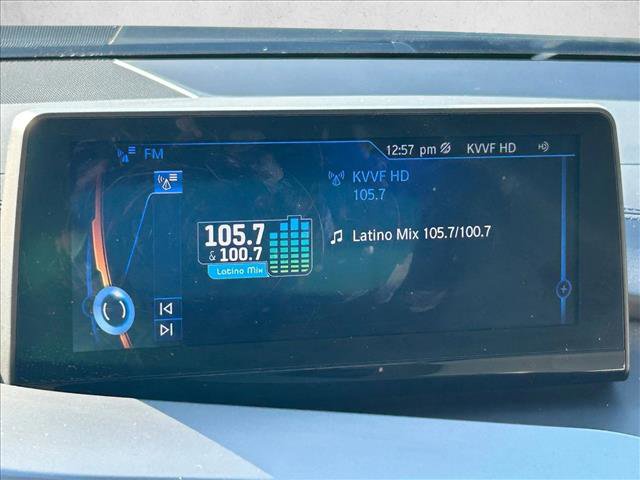 FM
12:57 pm KVVF HD
KVVF HD
105.7
105.7
& 100.7
Latino Mix
Latino Mix 105.7/100.7